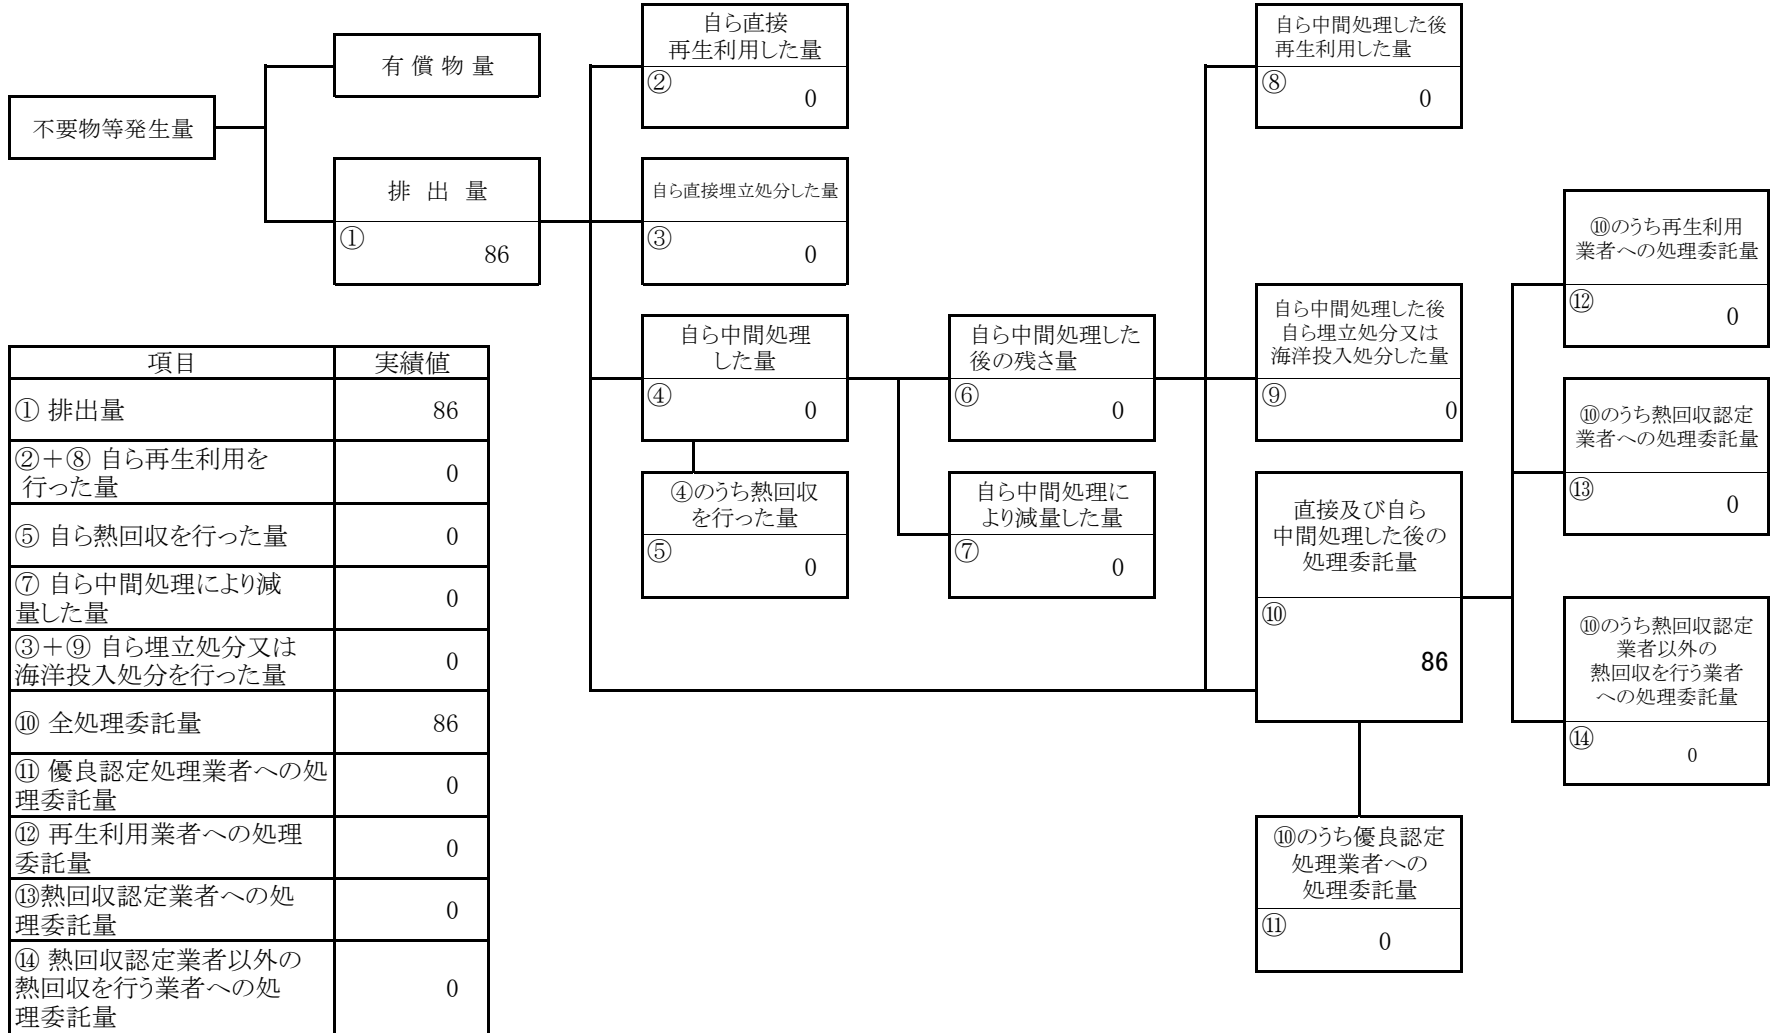 不要物等発生量
有 償 物 量
排 出 量
①
86
自ら直接
再生利用した量
②
0
自ら直接埋立処分した量
③
0
自ら中間処理
した量
④
0
④のうち熱回収
を行った量
⑤
0
自ら中間処理した
後の残さ量
⑥
0
自ら中間処理に
より減量した量
⑦
0
自ら中間処理した後
再生利用した量
⑧
0
自ら中間処理した後
自ら埋立処分又は
海洋投入処分した量
⑨
0
直接及び自ら
中間処理した後の
処理委託量
⑩
86
⑩のうち優良認定
処理業者への
処理委託量
⑪
0
⑩のうち再生利用
業者への処理委託量
⑫
0
⑩のうち熱回収認定
業者への処理委託量
⑬
0
⑩のうち熱回収認定
業者以外の
熱回収を行う業者
への処理委託量
⑭
0
項目 実績値
① 排出量 86
②＋⑧ 自ら再生利用を
行った量 0
⑤ 自ら熱回収を行った量 0
⑦ 自ら中間処理により減
量した量 0
③＋⑨ 自ら埋立処分又は
海洋投入処分を行った量 0
⑩ 全処理委託量 86
⑪ 優良認定処理業者への処
理委託量 0
⑫ 再生利用業者への処理
委託量 0
⑬熱回収認定業者への処
理委託量 0
⑭ 熱回収認定業者以外の
熱回収を行う業者への処
理委託量 0